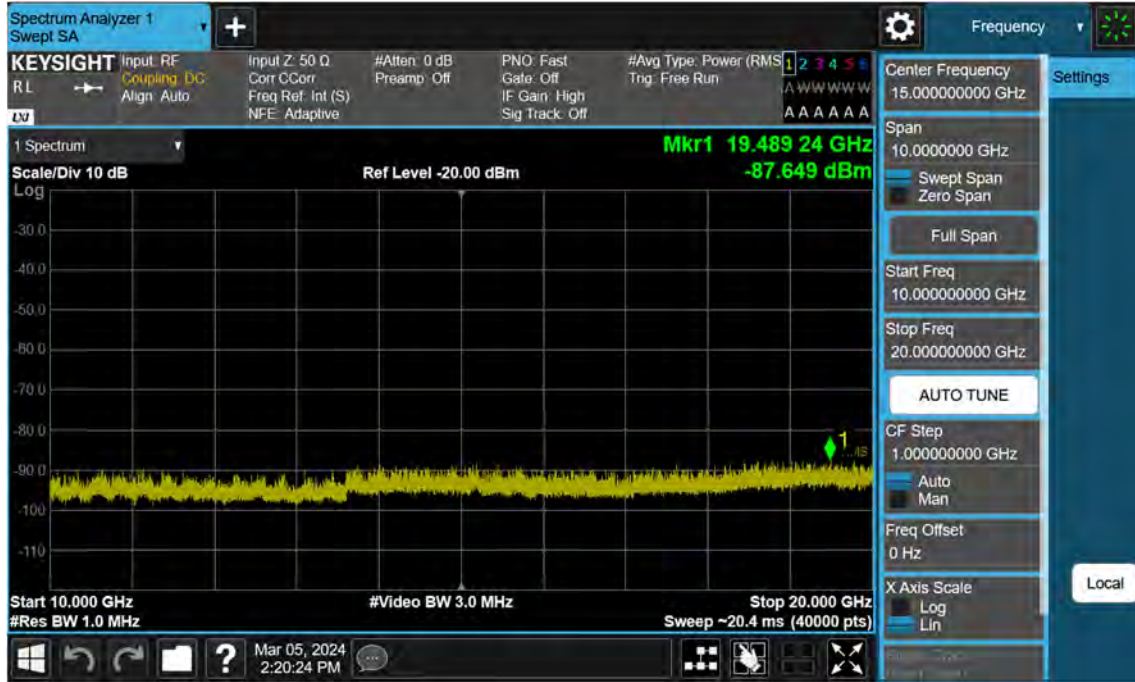 Spectrum Analyzer 1
Swept SA
+
Frequency
KEYSIGHT
RL
LXI
Input: RF
Coupling: DC
Align: Auto
Input Z: 50 Ω
Corr CCorr
Freq Ref: Int (S)
NFE: Adaptive
#Atten: 0 dB
Preamp: Off
PNO: Fast
Gate: Off
IF Gain: High
Sig Track: Off
#Avg Type: Power (RMS
Trig: Free Run
1 2 3 4 5 6
A W W W W W
A A A A A A
Center Frequency
15.000000000 GHz
Settings
1 Spectrum
Mkr1 19.489 24 GHz
-87.649 dBm
Scale/Div 10 dB
Ref Level -20.00 dBm
Log
-30.0
-40.0
-50.0
-60.0
-70.0
-80.0
-90.0
-100
-110
1
Span
10.0000000 GHz
Swept Span
Zero Span
Full Span
Start Freq
10.000000000 GHz
Stop Freq
20.000000000 GHz
AUTO TUNE
CF Step
1.000000000 GHz
Auto
Man
Freq Offset
0 Hz
X Axis Scale
Log
Lin
Local
Start 10.000 GHz
#Video BW 3.0 MHz
Stop 20.000 GHz
#Res BW 1.0 MHz
Sweep ~20.4 ms (40000 pts)
?
Mar 05, 2024
2:20:24 PM